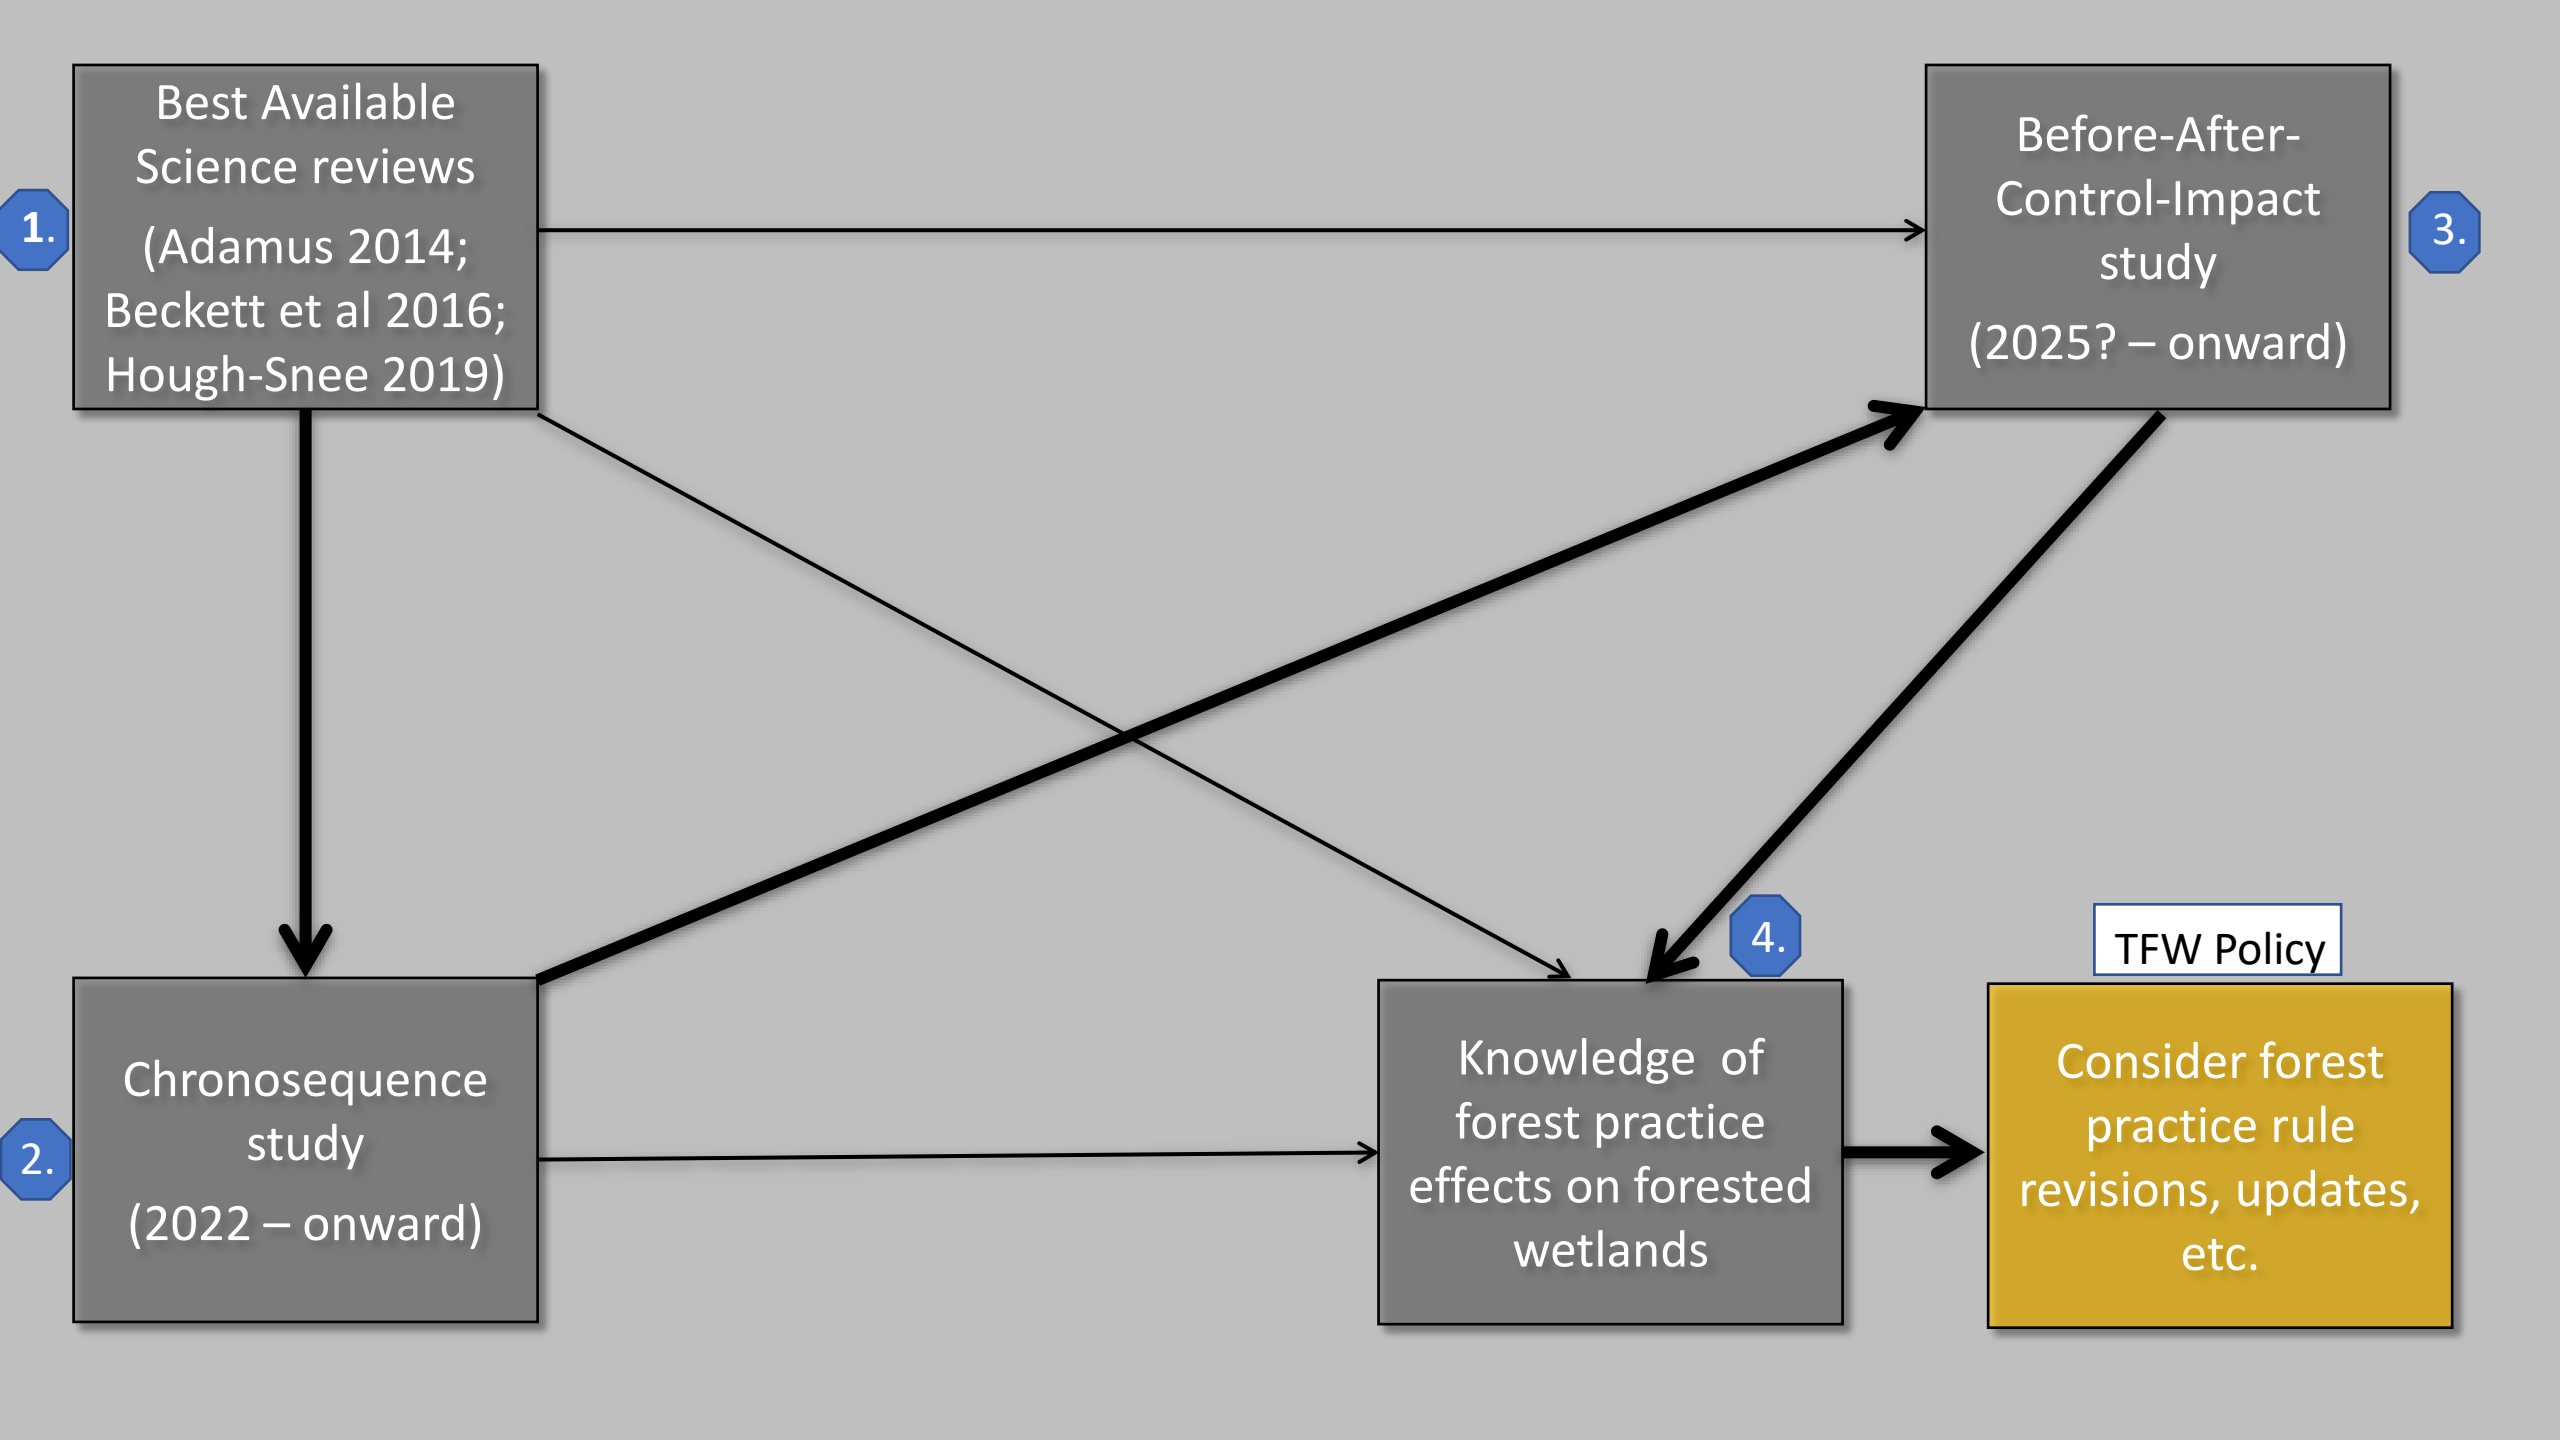 1.
Best Available
Science reviews
(Adamus 2014;
Beckett et al 2016;
Hough-Snee 2019)
Before-After-
Control-Impact
study
(2025? – onward)
3.
2.
Chronosequence
study
(2022 – onward)
4.
Knowledge of
forest practice
effects on forested
wetlands
TFW Policy
Consider forest
practice rule
revisions, updates,
etc.